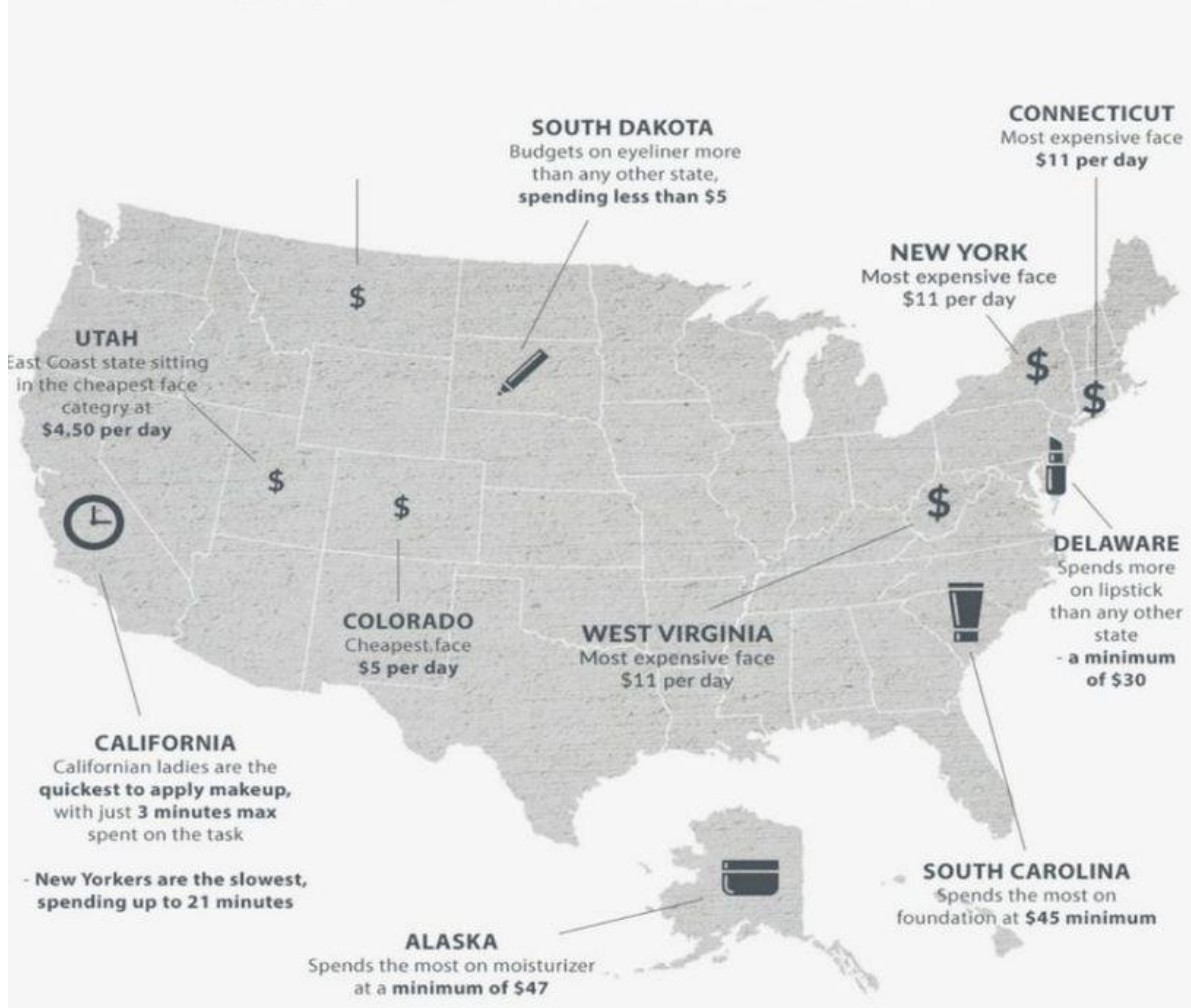 SOUTH DAKOTA
Budgets on eyeliner more
than any other state,
spending less than $5
CONNECTICUT
Most expensive face
$11 per day
NEW YORK
Most expensive face
$11 per day
$
$
$
UTAH
East Coast state sitting
in the cheapest face
categry at
$4,50 per day
$
$
$
COLORADO
Cheapest face
$5 per day
WEST VIRGINIA
Most expensive face
$11 per day
DELAWARE
Spends more
on lipstick
than any other
state
- a minimum
of $30
CALIFORNIA
Californian ladies are the
quickest to apply makeup,
with just 3 minutes max
spent on the task
- New Yorkers are the slowest,
spending up to 21 minutes
SOUTH CAROLINA
Spends the most on
foundation at $45 minimum
ALASKA
Spends the most on moisturizer
at a minimum of $47